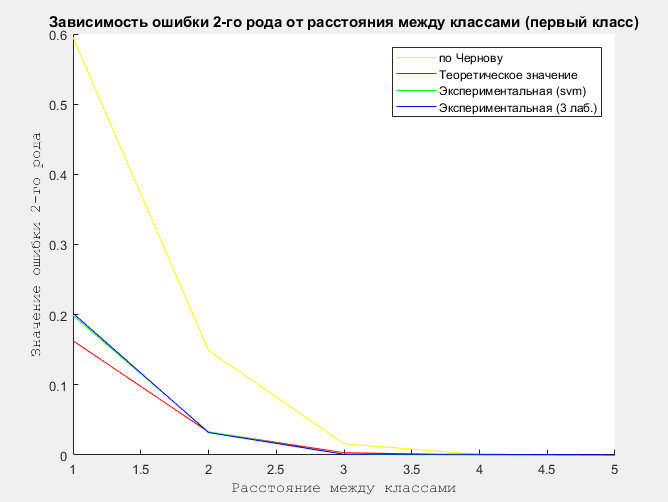 Зависимость ошибки 2-го рода от расстояния между классами (первый класс)
0.6
0.5
0.4
0.3
0.2
0.1
0
Значение ошибки 2-го рода
по Чернову
Теоретическое значение
Экспериментальная (svm)
Экспериментальная (3 лаб.)
1 1.5 2 2.5 3 3.5 4 4.5 5
Расстояние между классами